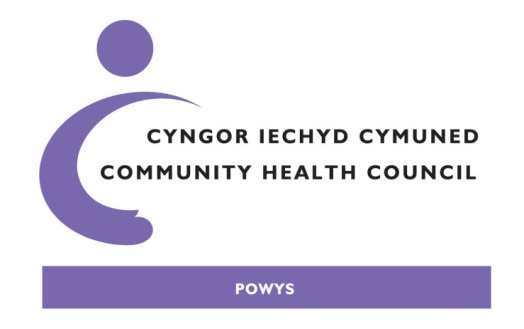 CYNGOR IECHYD CYMUNED
COMMUNITY HEALTH COUNCIL
POWYS